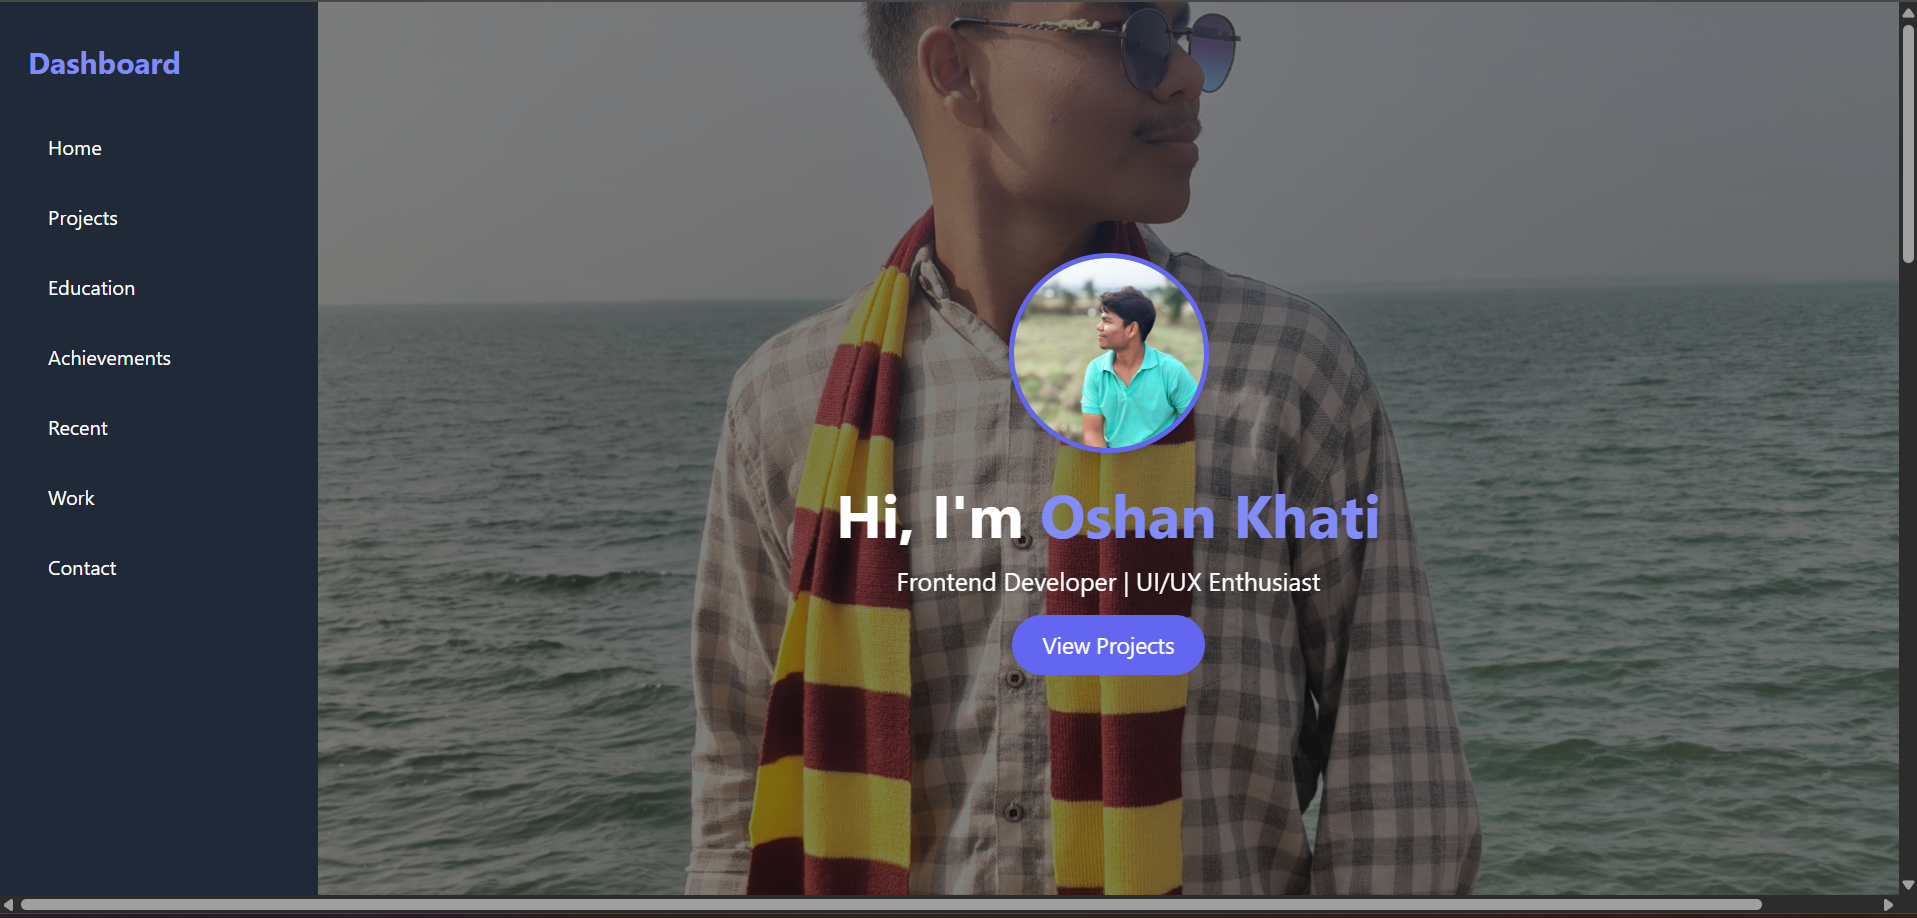 Dashboard
Home
Projects
Education
Achievements
Recent
Work
Contact
Hi, I'm Oshan Khati
Frontend Developer | UI/UX Enthusiast
View Projects